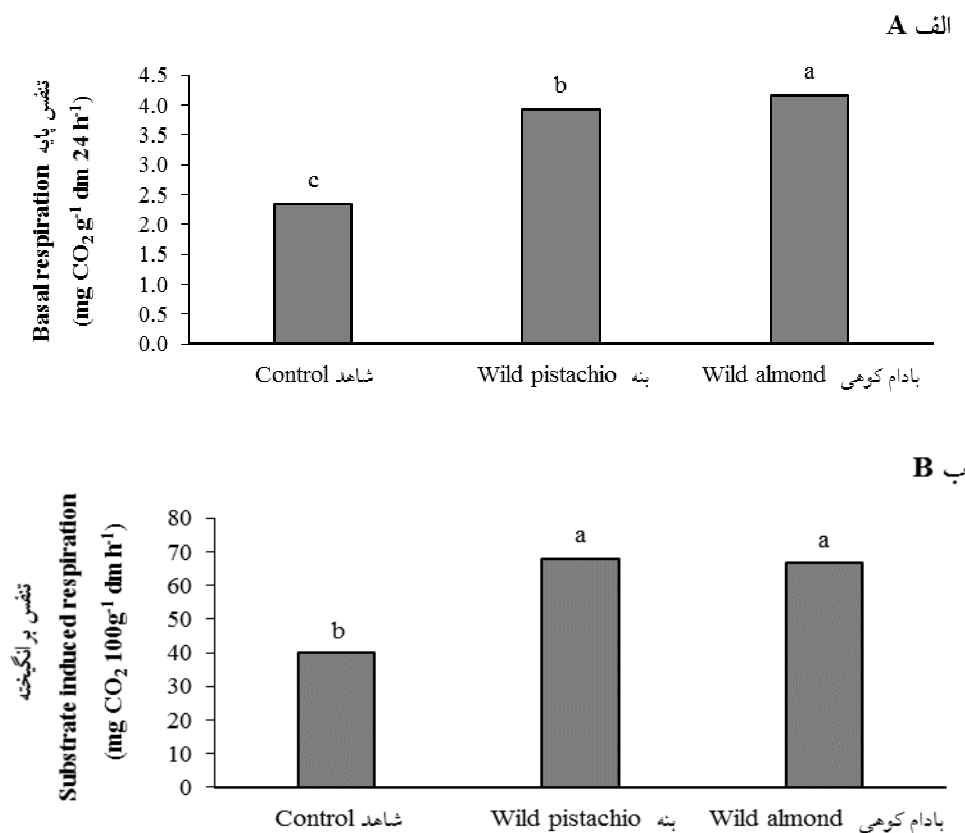 الف A
تنفس پایه Basal respiration
(mg CO₂ g⁻¹ dm 24 h⁻¹)
4.5
4.0
3.5
3.0
2.5
2.0
1.5
1.0
0.5
0.0
c
b
a
Control شاهد
Wild pistachio بنه
Wild almond بادام کوهی
ب B
تنفس برانگیخته
Substrate induced respiration
(mg CO₂ 100g⁻¹ dm h⁻¹)
80
70
60
50
40
30
20
10
0
b
a
a
Control شاهد
Wild pistachio بنه
Wild almond بادام کوهی